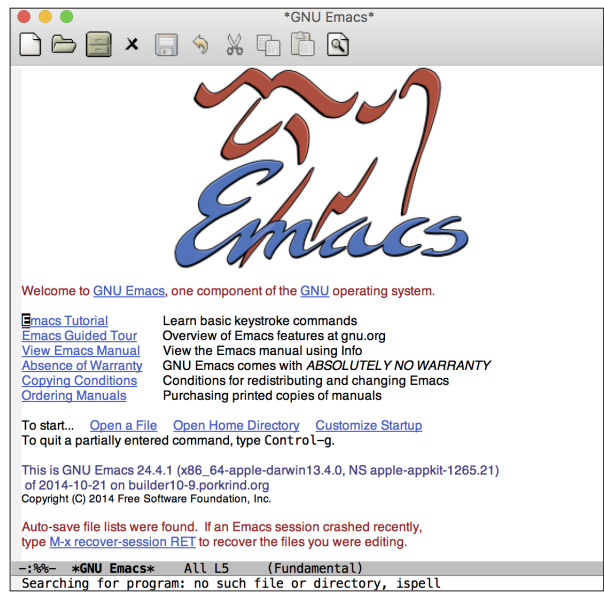 *GNU Emacs*
Emacs
Welcome to GNU Emacs, one component of the GNU operating system.
Emacs Tutorial Learn basic keystroke commands
Emacs Guided Tour Overview of Emacs features at gnu.org
View Emacs Manual View the Emacs manual using Info
Absence of Warranty GNU Emacs comes with ABSOLUTELY NO WARRANTY
Copying Conditions Conditions for redistributing and changing Emacs
Ordering Manuals Purchasing printed copies of manuals
To start... Open a File Open Home Directory Customize Startup
To quit a partially entered command, type Control-g.
This is GNU Emacs 24.4.1 (x86_64-apple-darwin13.4.0, NS apple-appkit-1265.21)
of 2014-10-21 on builder10-9.porkrind.org
Copyright (C) 2014 Free Software Foundation, Inc.
Auto-save file lists were found. If an Emacs session crashed recently,
type M-x recover-session RET to recover the files you were editing.
-:%%- *GNU Emacs* All L5 (Fundamental)
Searching for program: no such file or directory, ispell